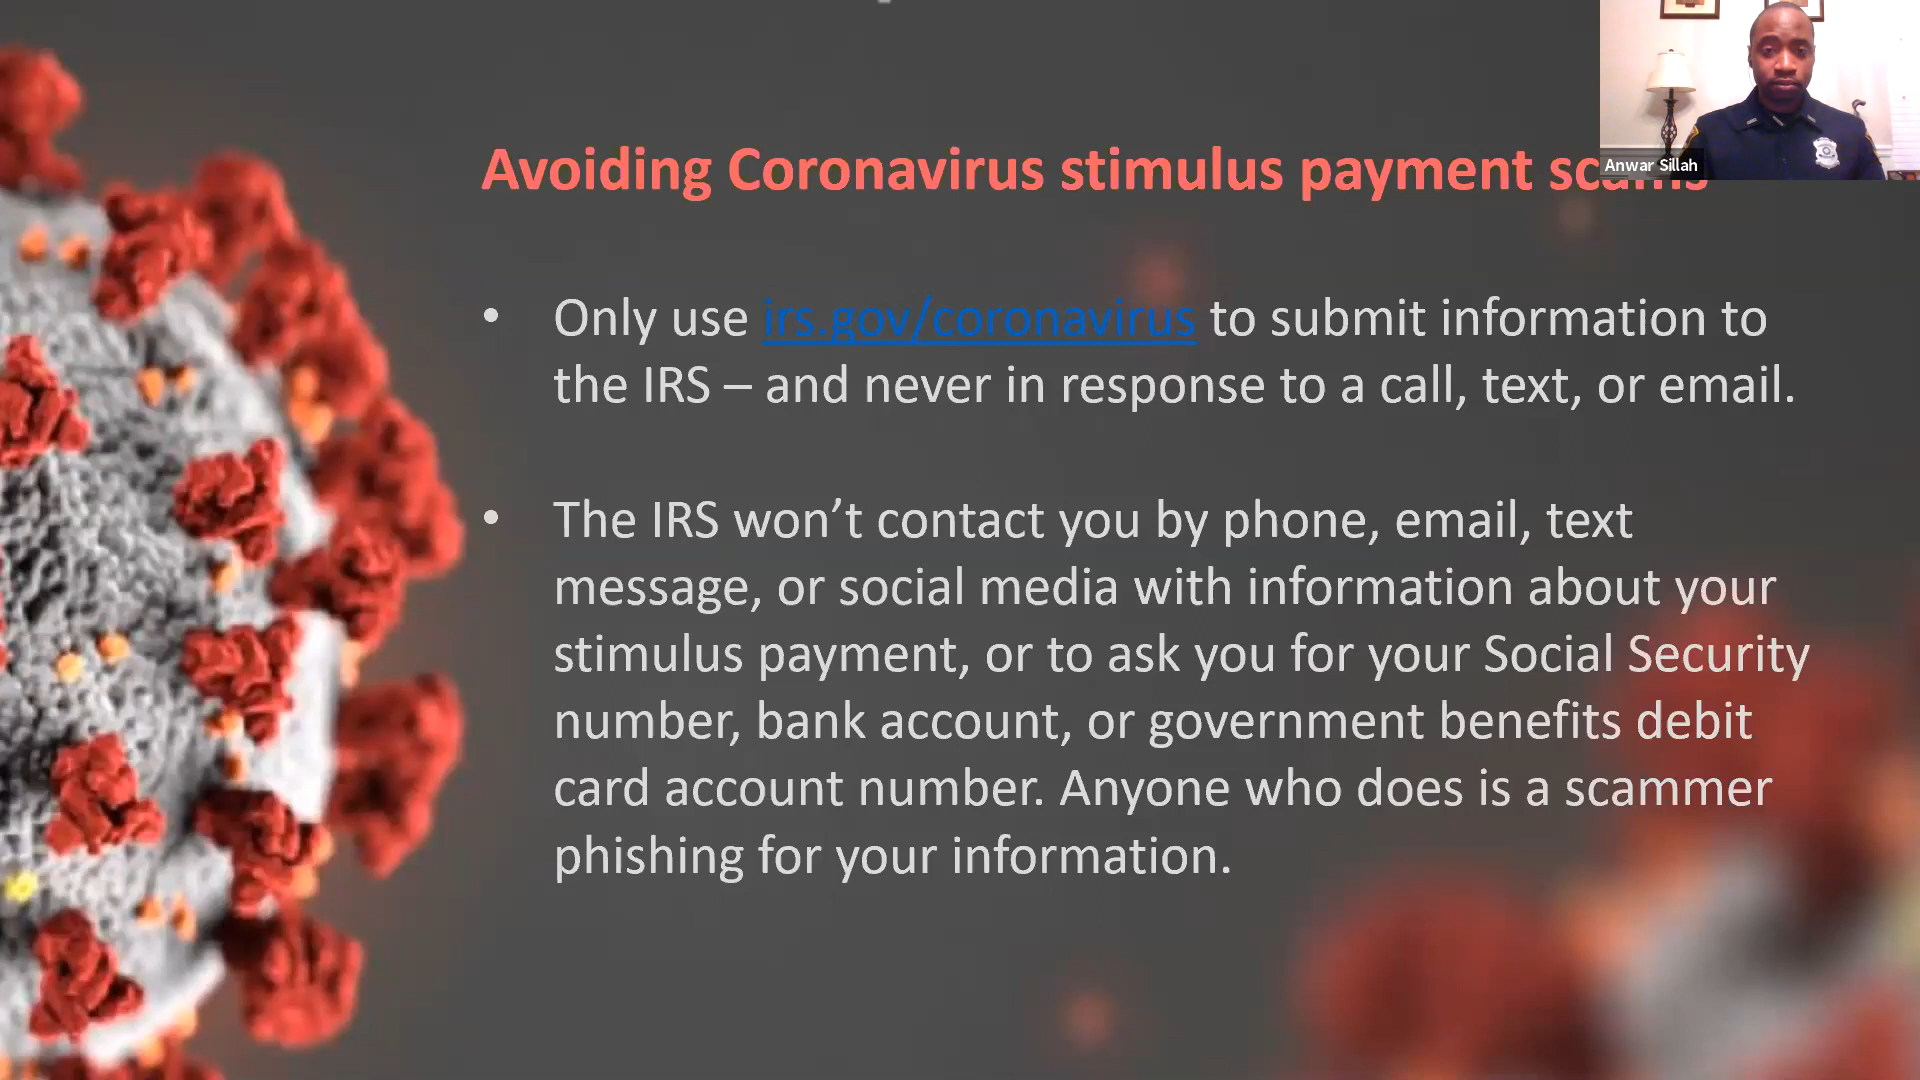 Avoiding Coronavirus stimulus payment scams
Anwar Sillah
• Only use irs.gov/coronavirus to submit information to
the IRS – and never in response to a call, text, or email.
• The IRS won’t contact you by phone, email, text
message, or social media with information about your
stimulus payment, or to ask you for your Social Security
number, bank account, or government benefits debit
card account number. Anyone who does is a scammer
phishing for your information.